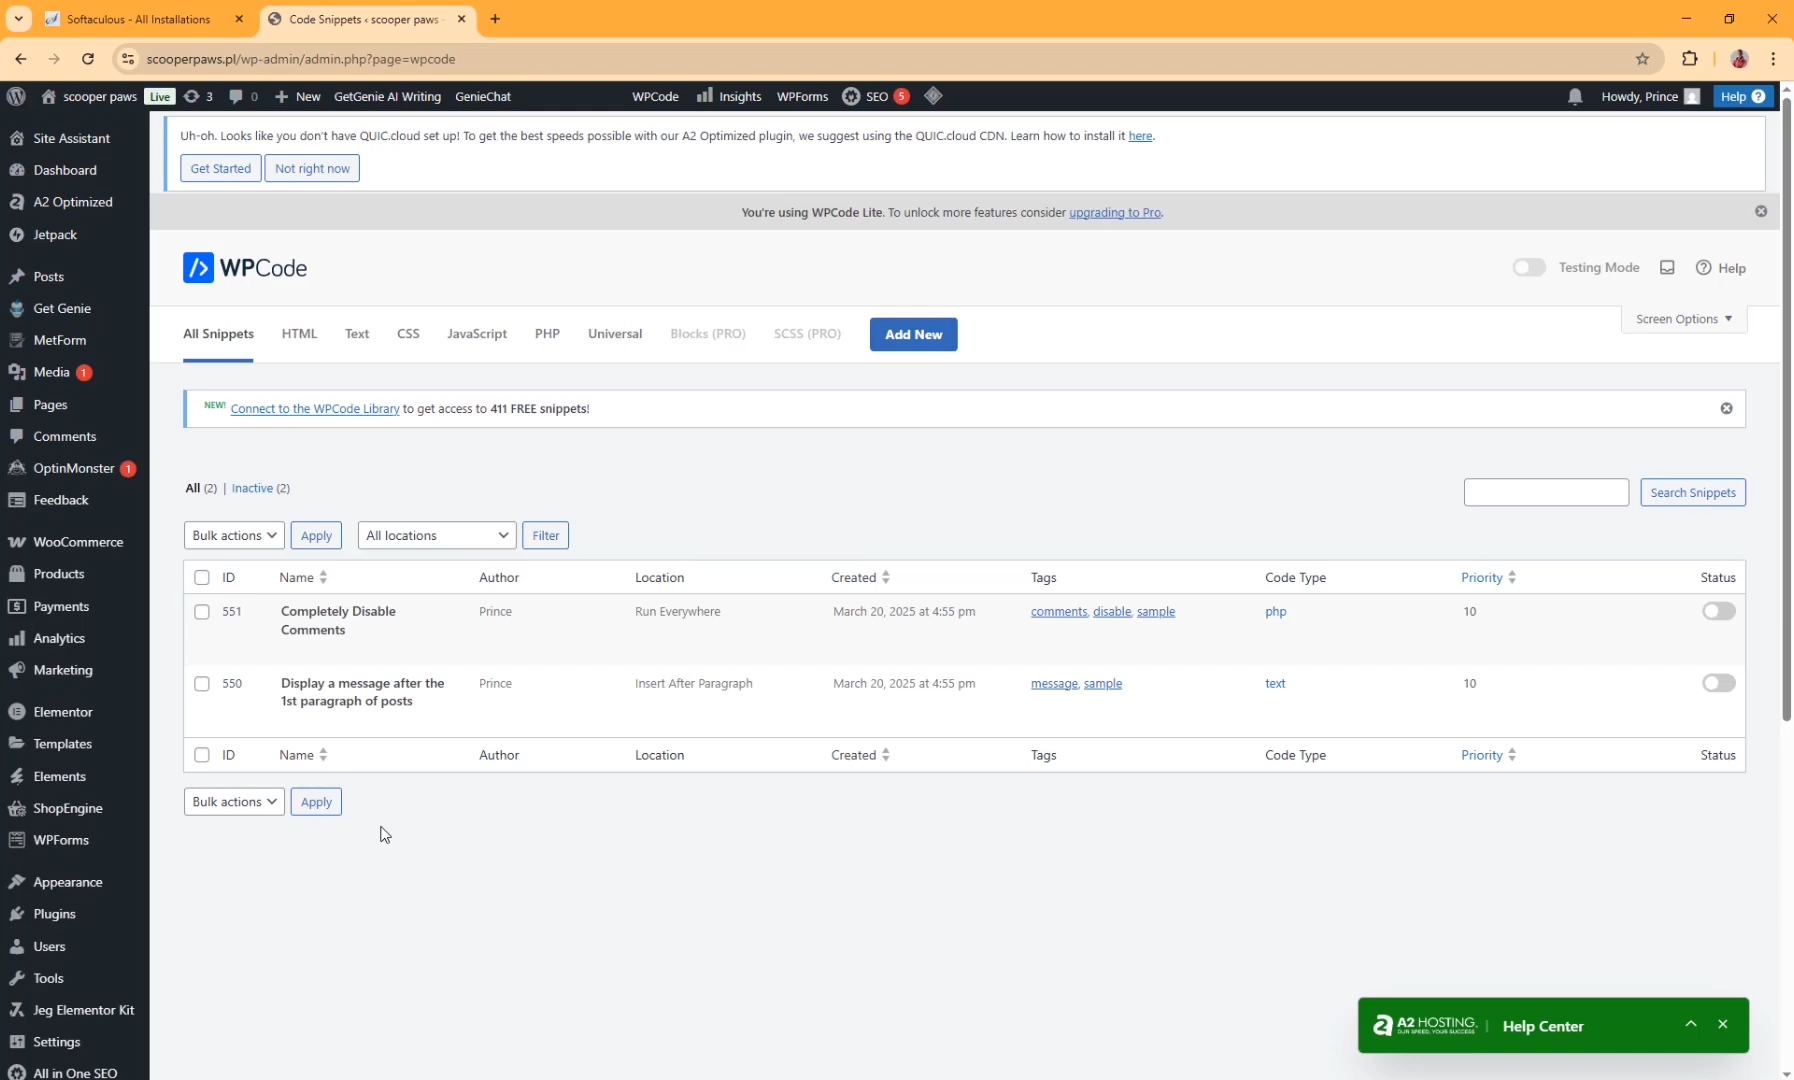 Softaculous - All Installations
Code Snippets ‹ scooper paws
scooperpaws.pl/wp-admin/admin.php?page=wpcode
scooper paws Live 3 0 New GetGenie AI Writing GenieChat WPCode Insights WPForms SEO 5 Howdy, Prince Help
Site Assistant
Dashboard
A2 Optimized
Jetpack
Posts
Get Genie
MetForm
Media 1
Pages
Comments
OptinMonster 1
Feedback
WooCommerce
Products
Payments
Analytics
Marketing
Elementor
Templates
Elements
ShopEngine
WPForms
Appearance
Plugins
Users
Tools
Jeg Elementor Kit
Settings
All in One SEO
Uh-oh. Looks like you don't have QUIC.cloud set up! To get the best speeds possible with our A2 Optimized plugin, we suggest using the QUIC.cloud CDN. Learn how to install it here.
Get Started Not right now
You're using WPCode Lite. To unlock more features consider upgrading to Pro.
WPCode
Testing Mode Help
All Snippets HTML Text CSS JavaScript PHP Universal Blocks (PRO) SCSS (PRO) Add New
Screen Options
NEW! Connect to the WPCode Library to get access to 411 FREE snippets!
All (2) | Inactive (2)
Search Snippets
Bulk actions Apply All locations Filter
ID Name Author Location Created Tags Code Type Priority Status
551 Completely Disable Prince Run Everywhere March 20, 2025 at 4:55 pm comments, disable, sample php 10
Comments
550 Display a message after the Prince Insert After Paragraph March 20, 2025 at 4:55 pm message, sample text 10
1st paragraph of posts
ID Name Author Location Created Tags Code Type Priority Status
Bulk actions Apply
A2 HOSTING. | Help Center
OUR SPEED, YOUR SUCCESS